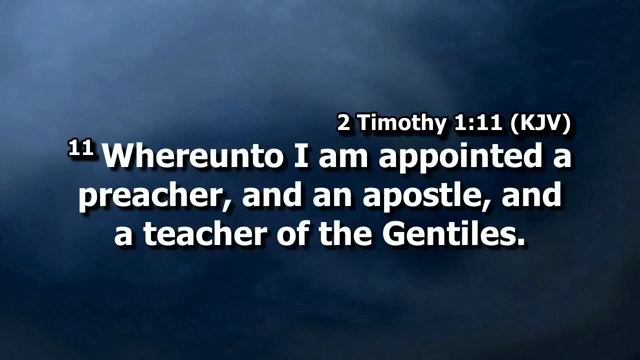 2 Timothy 1:11 (KJV)
11 Whereunto I am appointed a
preacher, and an apostle, and
a teacher of the Gentiles.